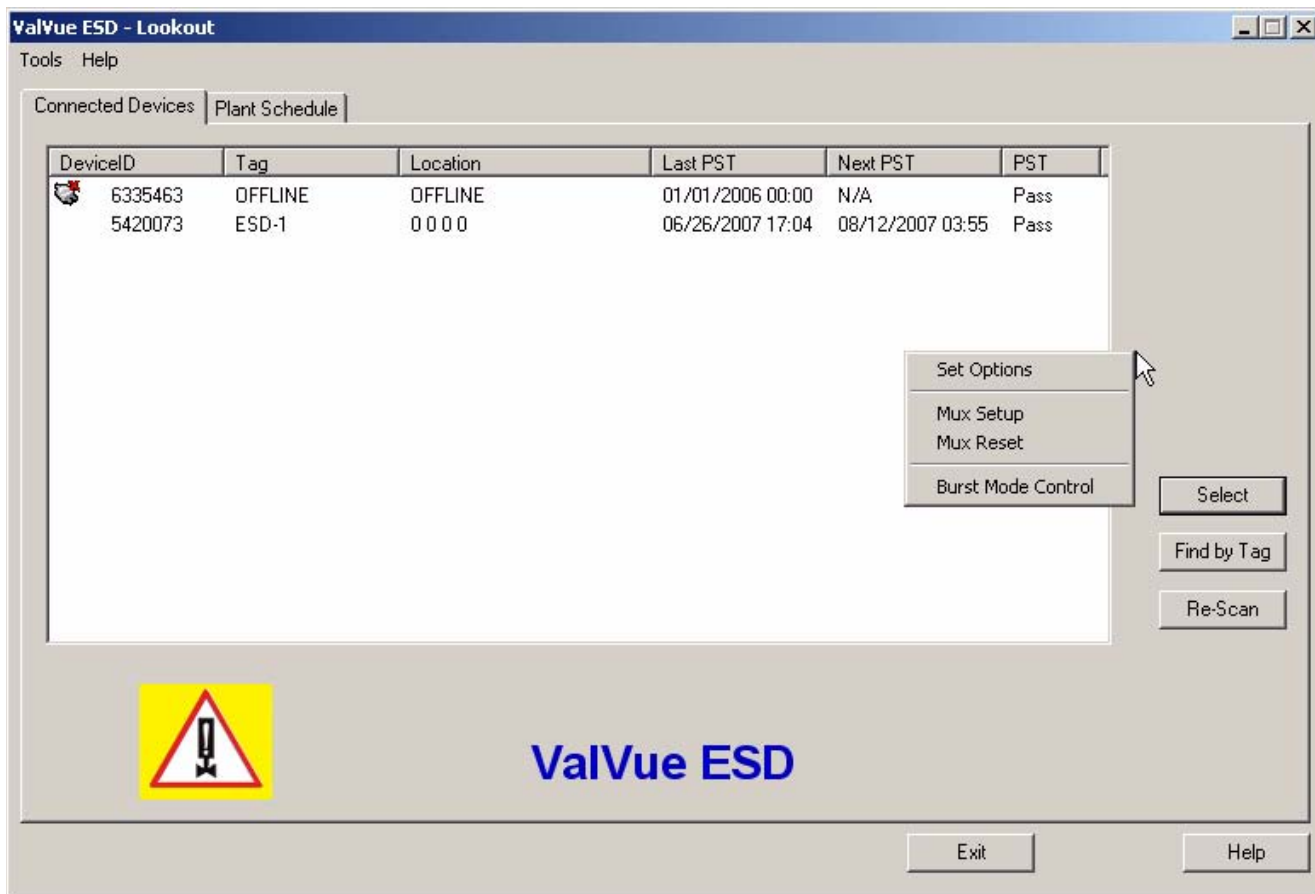 ValVue ESD - Lookout
Tools Help
Connected Devices Plant Schedule
DeviceID Tag Location Last PST Next PST PST
6335463 OFFLINE OFFLINE 01/01/2006 00:00 N/A Pass
5420073 ESD-1 0 0 0 0 06/26/2007 17:04 08/12/2007 03:55 Pass
Set Options
Mux Setup
Mux Reset
Burst Mode Control
Select
Find by Tag
Re-Scan
ValVue ESD
Exit Help